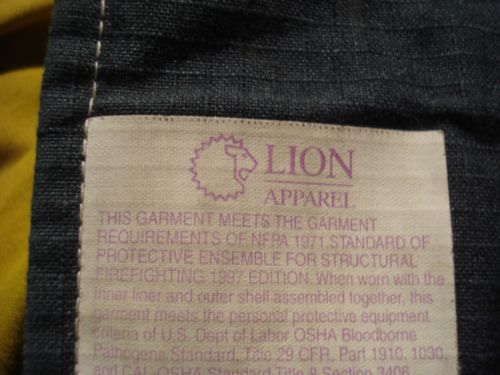 LION
APPAREL
THIS GARMENT MEETS THE GARMENT
REQUIREMENTS OF NFPA 1971 STANDARD OF
PROTECTIVE ENSEMBLE FOR STRUCTURAL
FIREFIGHTING 1997 EDITION. When worn with the
inner liner and outer shell assembled together, this
garment meets the personal protective equipment
criteria of U.S. Dept of Labor OSHA Bloodborne
Pathogens Standard, Title 29 CFR, Part 1910, 1030,
and CAL-OSHA Standard Title 8 Section 3406